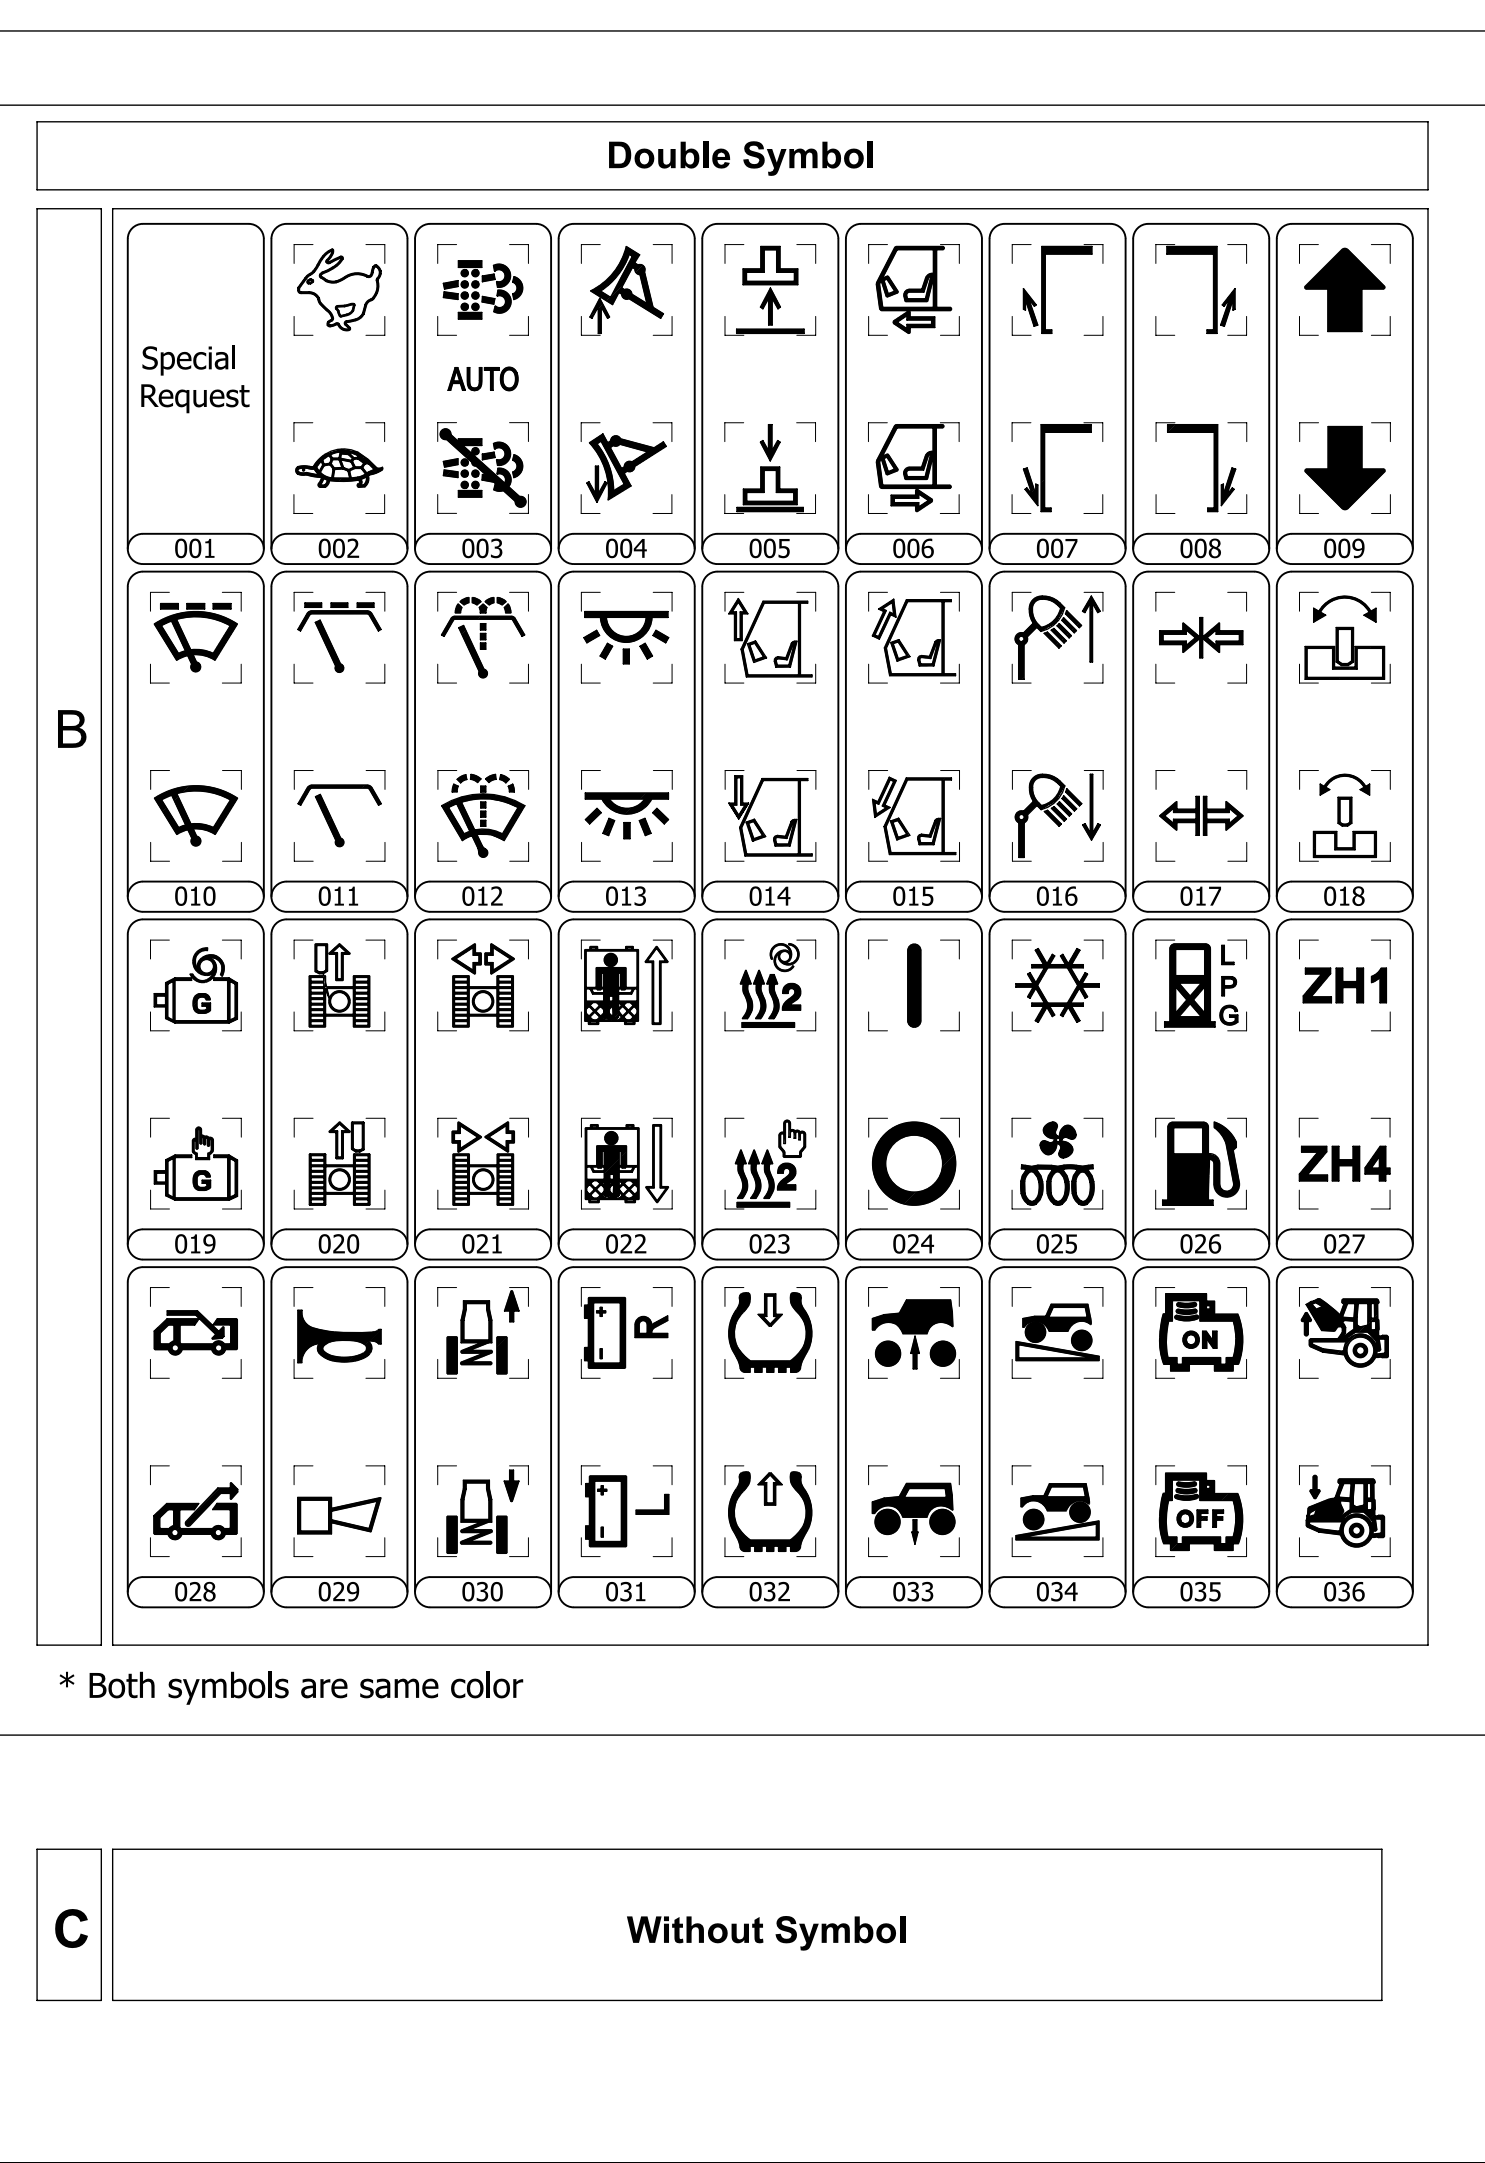 Double Symbol
B
Special
Request
AUTO
001 002 003 004 005 006 007 008 009
010 011 012 013 014 015 016 017 018
G
2
L
P
G
ZH1
G
2
ZH4
019 020 021 022 023 024 025 026 027
+
-
R
ON
+
-
L
OFF
028 029 030 031 032 033 034 035 036
* Both symbols are same color
C
Without Symbol